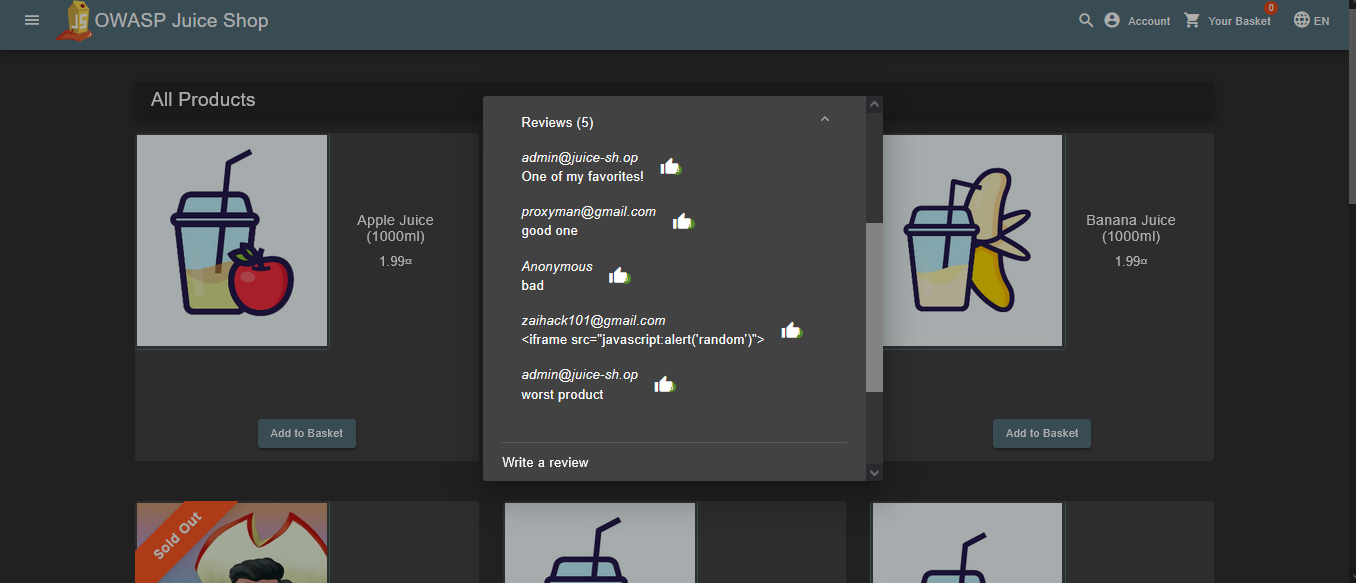 OWASP Juice Shop
Account
Your Basket
0
EN
All Products
Apple Juice
(1000ml)
1.99¤
Add to Basket
Reviews (5)
admin@juice-sh.op
One of my favorites!
proxyman@gmail.com
good one
Anonymous
bad
zaihack101@gmail.com
<iframe src="javascript:alert('random')">
admin@juice-sh.op
worst product
Write a review
Banana Juice
(1000ml)
1.99¤
Add to Basket
Sold Out